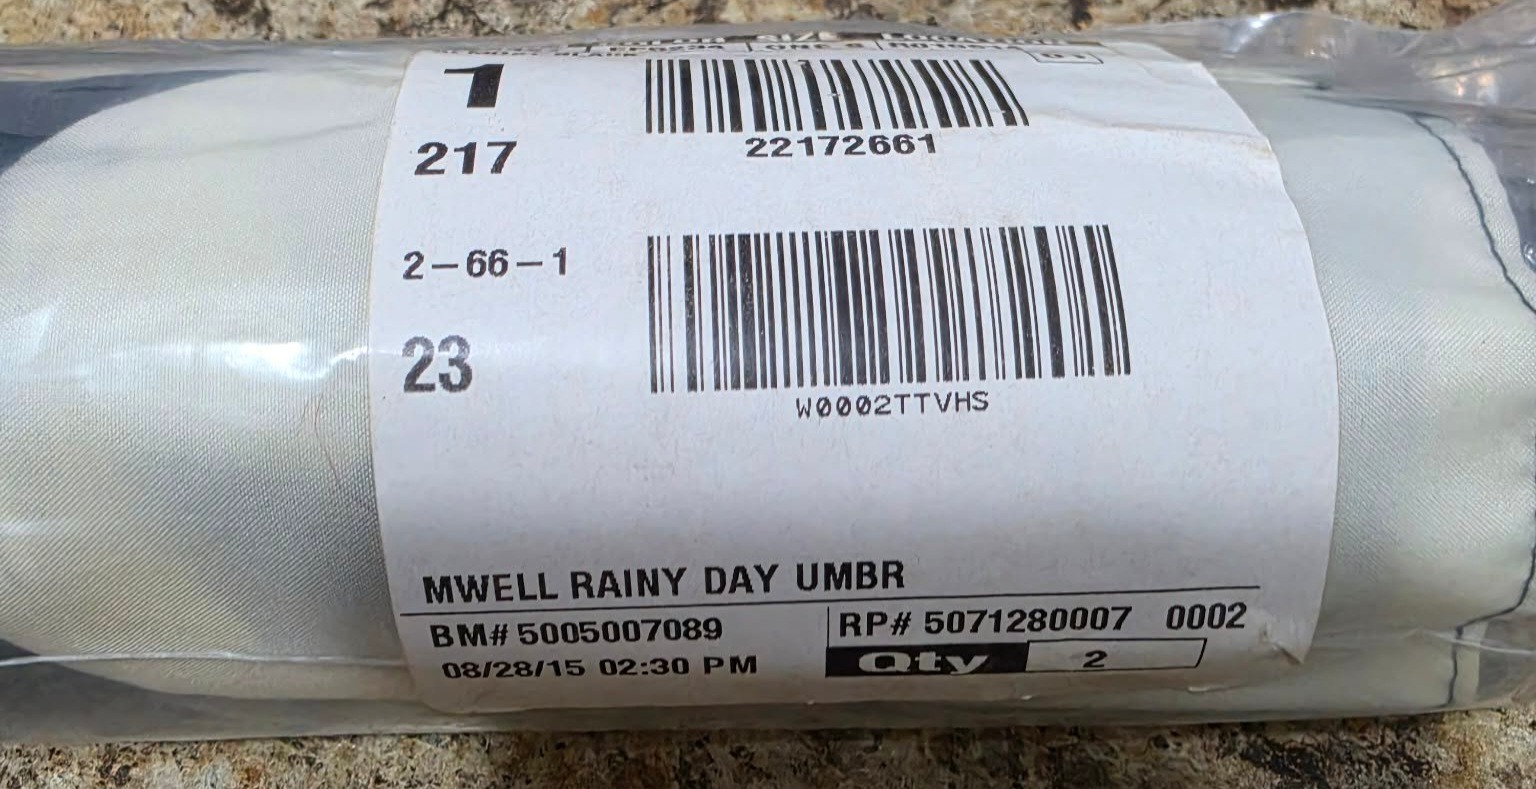 1
22172661
217
2-66-1
23
W0002TTVHS
MWELL RAINY DAY UMBR
BM# 5005007089
RP# 5071280007 0002
08/28/15 02:30 PM
Qty 2